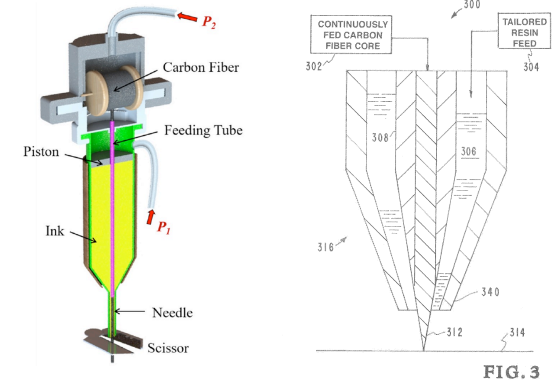 P2
Carbon Fiber
Feeding Tube
Piston
P1
Ink
Needle
Scissor
300
CONTINUOUSLY
FED CARBON
FIBER CORE
302
TAILORED
RESIN
FEED
304
308
306
316
340
312
314
FIG. 3